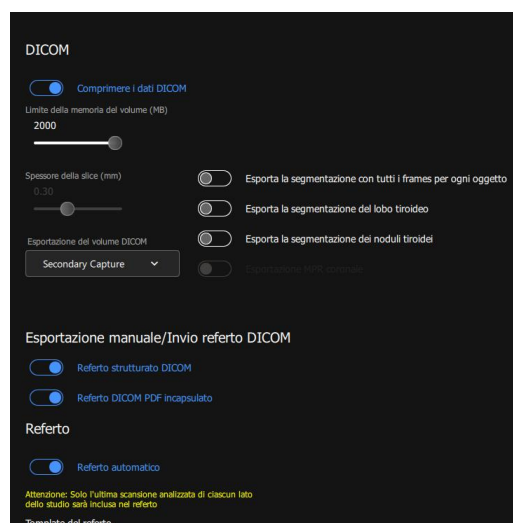 DICOM
Comprimere i dati DICOM
Limite della memoria del volume (MB)
2000
Spessore della slice (mm)
0.30
Esporta la segmentazione con tutti i frames per ogni oggetto
Esporta la segmentazione del lobo tiroideo
Esportazione del volume DICOM
Esporta la segmentazione dei noduli tiroidei
Secondary Capture
Esportazione manuale/Invio referto DICOM
Referto strutturato DICOM
Referto DICOM PDF incapsulato
Referto
Referto automatico
Attenzione: Solo l'ultima scansione analizzata di ciascun lato
dello studio sarà inclusa nel referto
Template del referto